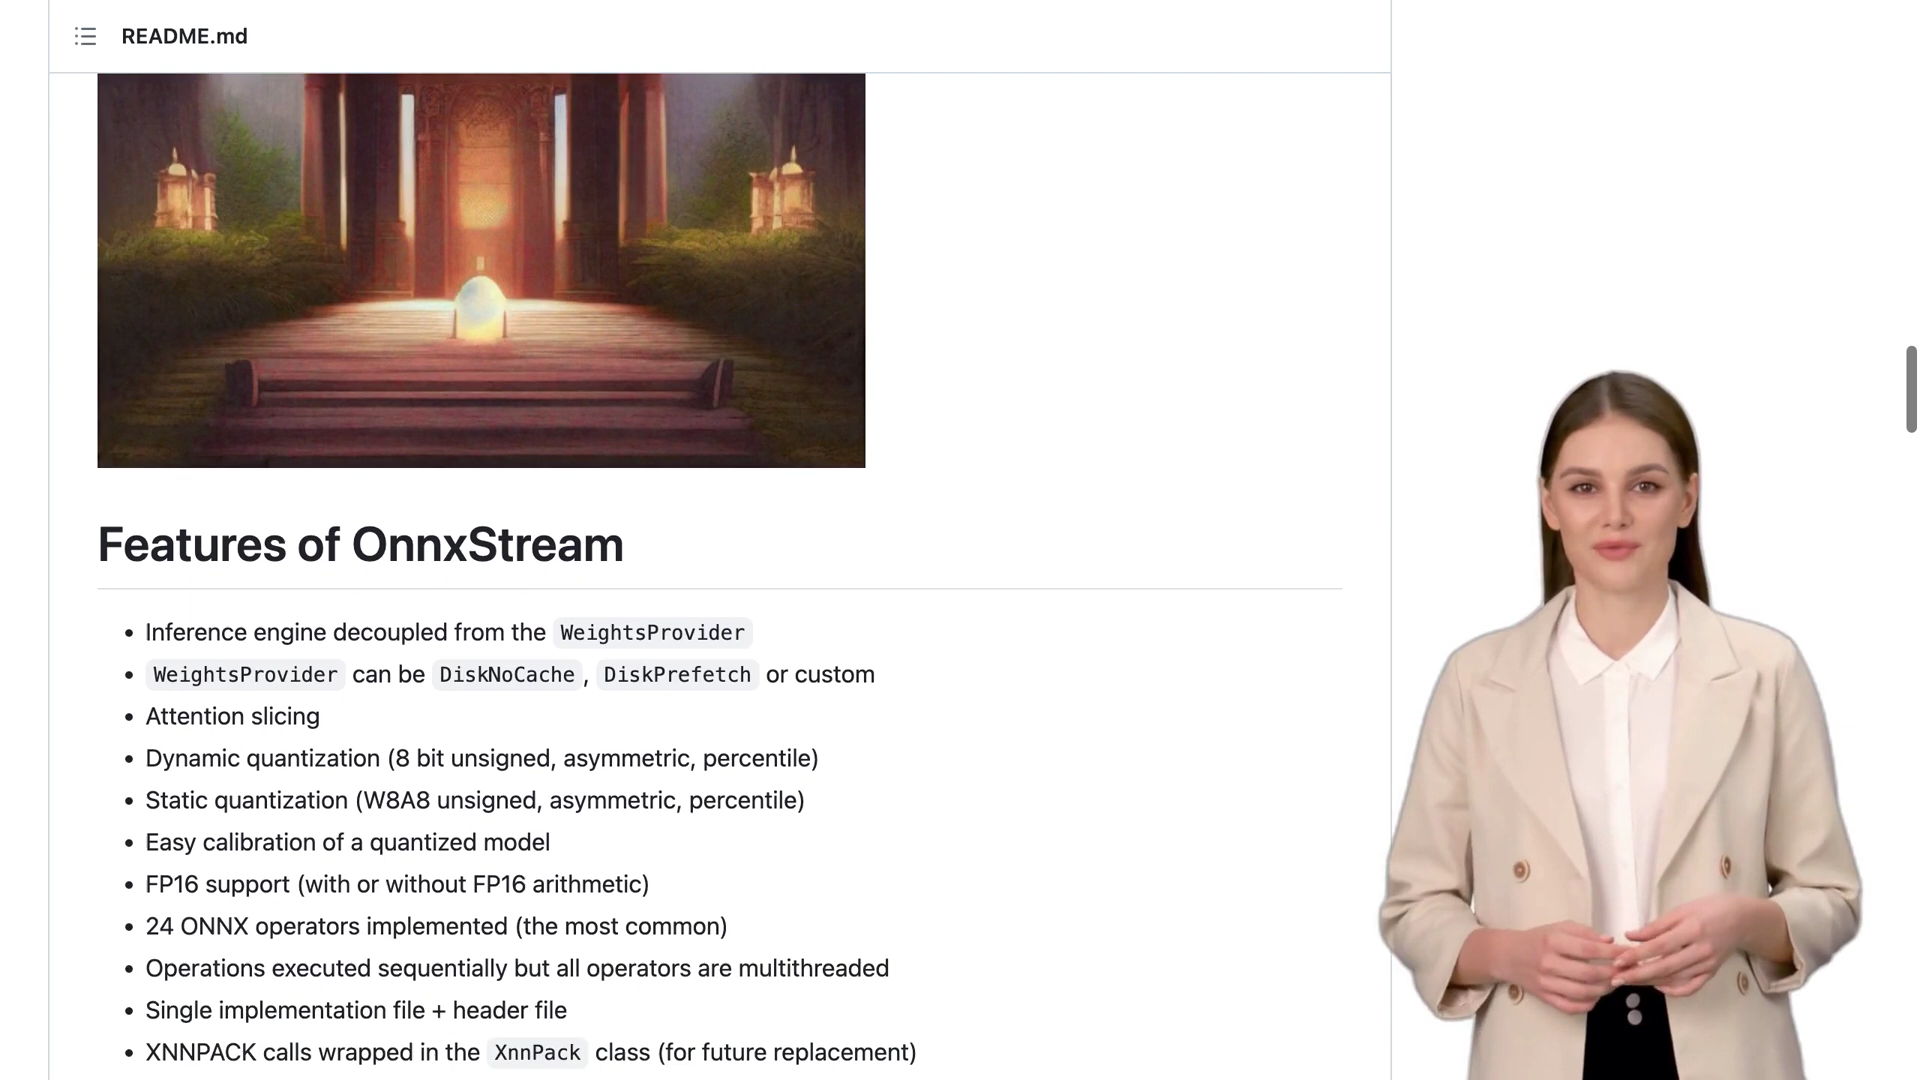 README.md
Features of OnnxStream
Inference engine decoupled from the WeightsProvider
WeightsProvider can be DiskNoCache, DiskPrefetch or custom
Attention slicing
Dynamic quantization (8 bit unsigned, asymmetric, percentile)
Static quantization (W8A8 unsigned, asymmetric, percentile)
Easy calibration of a quantized model
FP16 support (with or without FP16 arithmetic)
24 ONNX operators implemented (the most common)
Operations executed sequentially but all operators are multithreaded
Single implementation file + header file
XNNPACK calls wrapped in the XnnPack class (for future replacement)